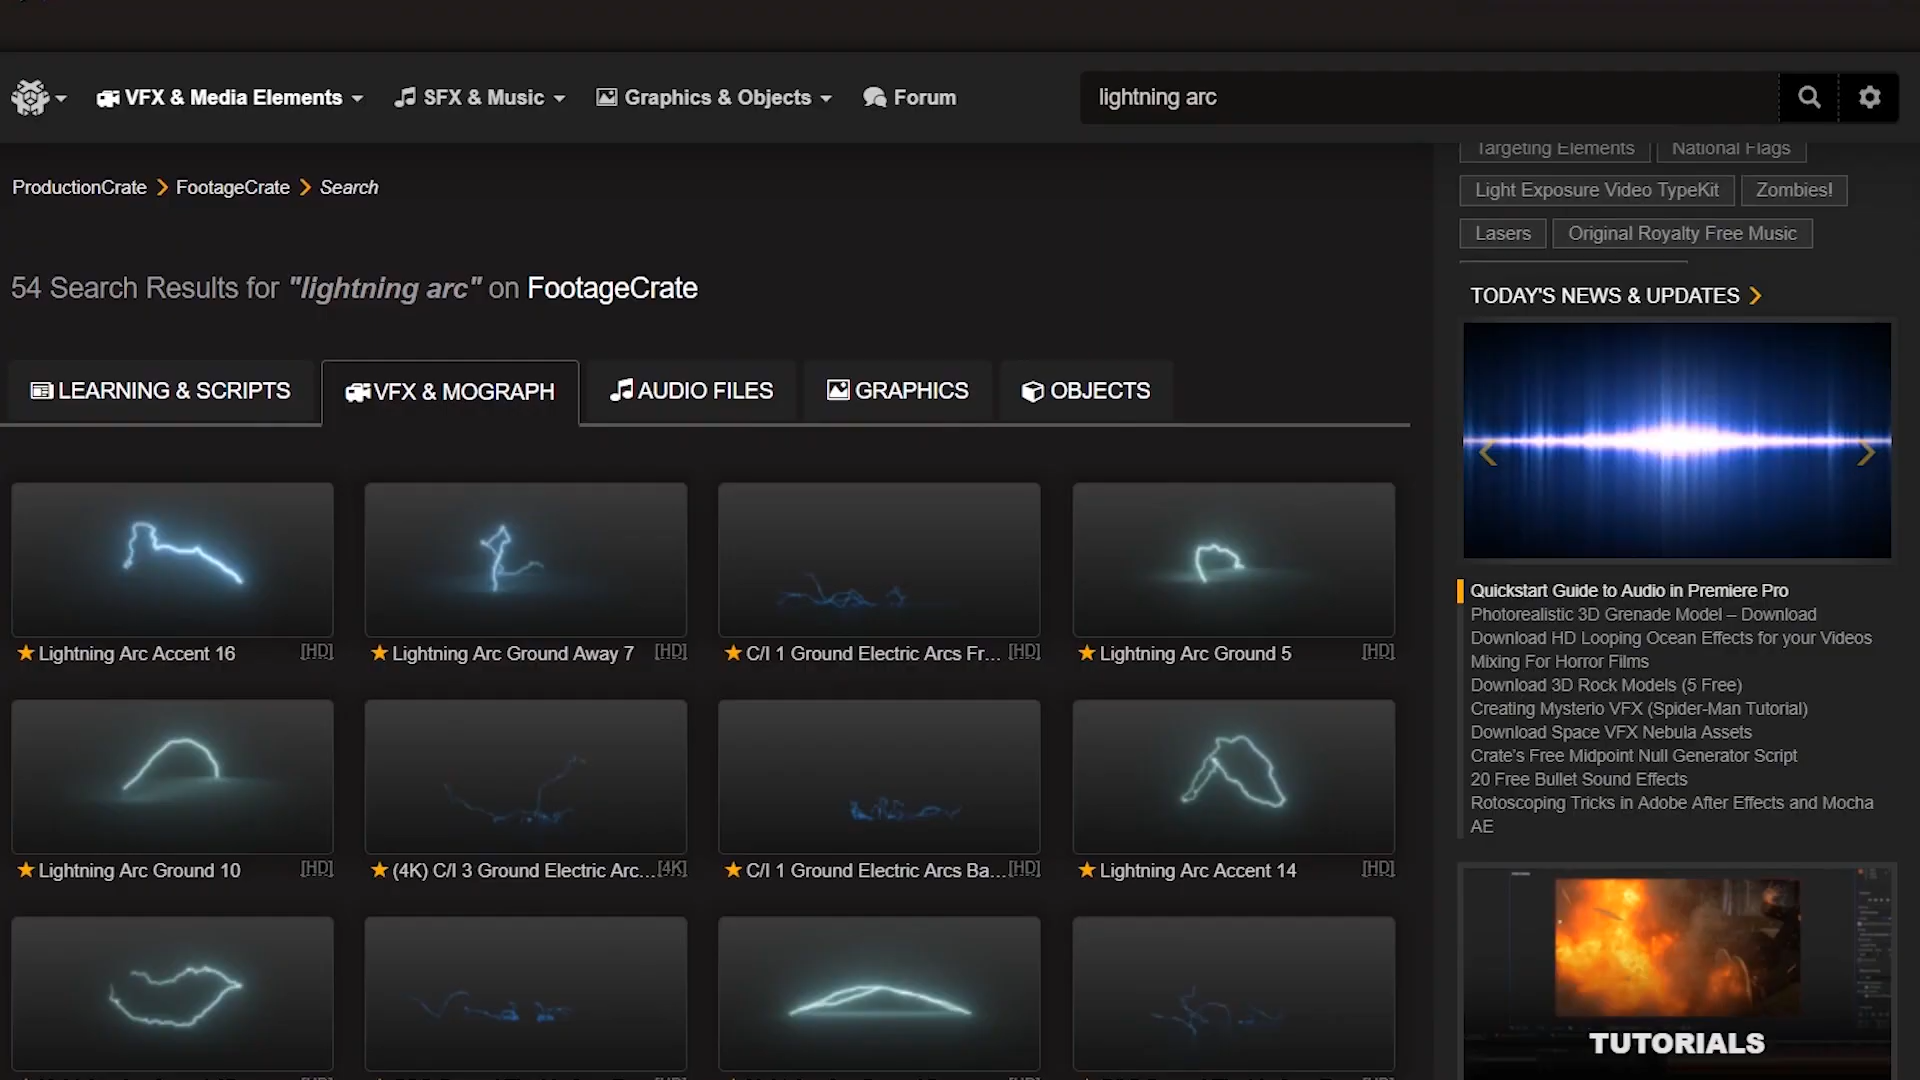 VFX & Media Elements
SFX & Music
Graphics & Objects
Forum
lightning arc
Targeting Elements
National Flags
ProductionCrate
FootageCrate
Search
Light Exposure Video TypeKit
Zombies!
Lasers
Original Royalty Free Music
54 Search Results for "lightning arc" on FootageCrate
TODAY'S NEWS & UPDATES
LEARNING & SCRIPTS
VFX & MOGRAPH
AUDIO FILES
GRAPHICS
OBJECTS
Lightning Arc Accent 16 [HD]
Lightning Arc Ground Away 7 [HD]
C/I 1 Ground Electric Arcs Fr... [HD]
Lightning Arc Ground 5 [HD]
Lightning Arc Ground 10 [HD]
(4K) C/I 3 Ground Electric Arc... [4K]
C/I 1 Ground Electric Arcs Ba... [HD]
Lightning Arc Accent 14 [HD]
Quickstart Guide to Audio in Premiere Pro
Photorealistic 3D Grenade Model – Download
Download HD Looping Ocean Effects for your Videos
Mixing For Horror Films
Download 3D Rock Models (5 Free)
Creating Mysterio VFX (Spider-Man Tutorial)
Download Space VFX Nebula Assets
Crate's Free Midpoint Null Generator Script
20 Free Bullet Sound Effects
Rotoscoping Tricks in Adobe After Effects and Mocha
AE
TUTORIALS